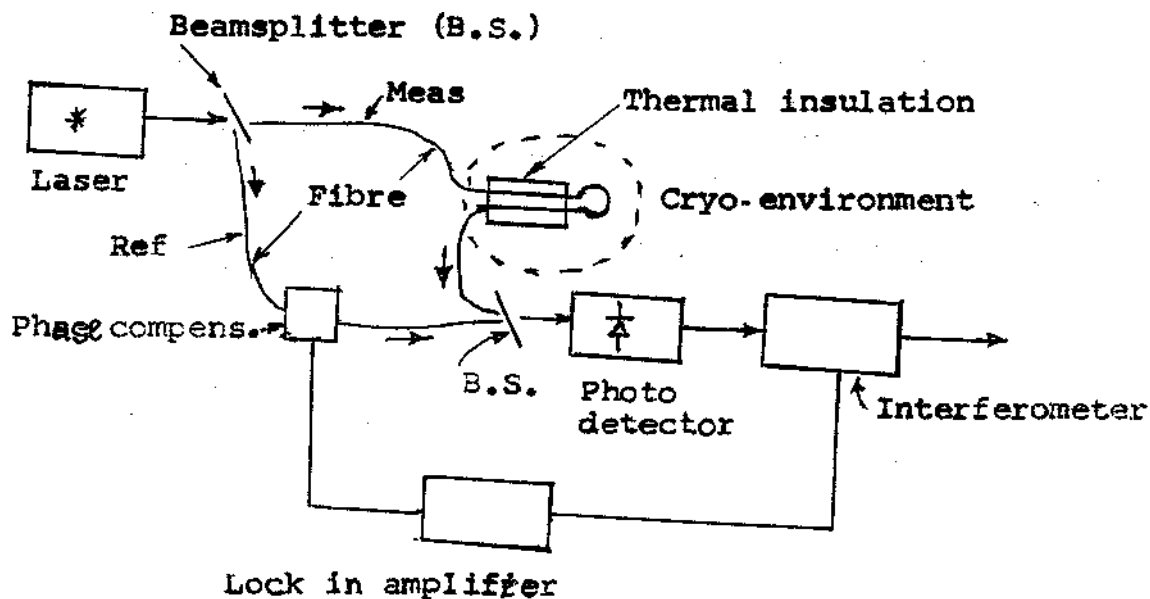 Beamsplitter (B.S.)
Meas
Thermal insulation
*
Laser
Fibre
Cryo-environment
Ref
Phase compens.
B.S.
Photo
detector
Interferometer
Lock in amplifier